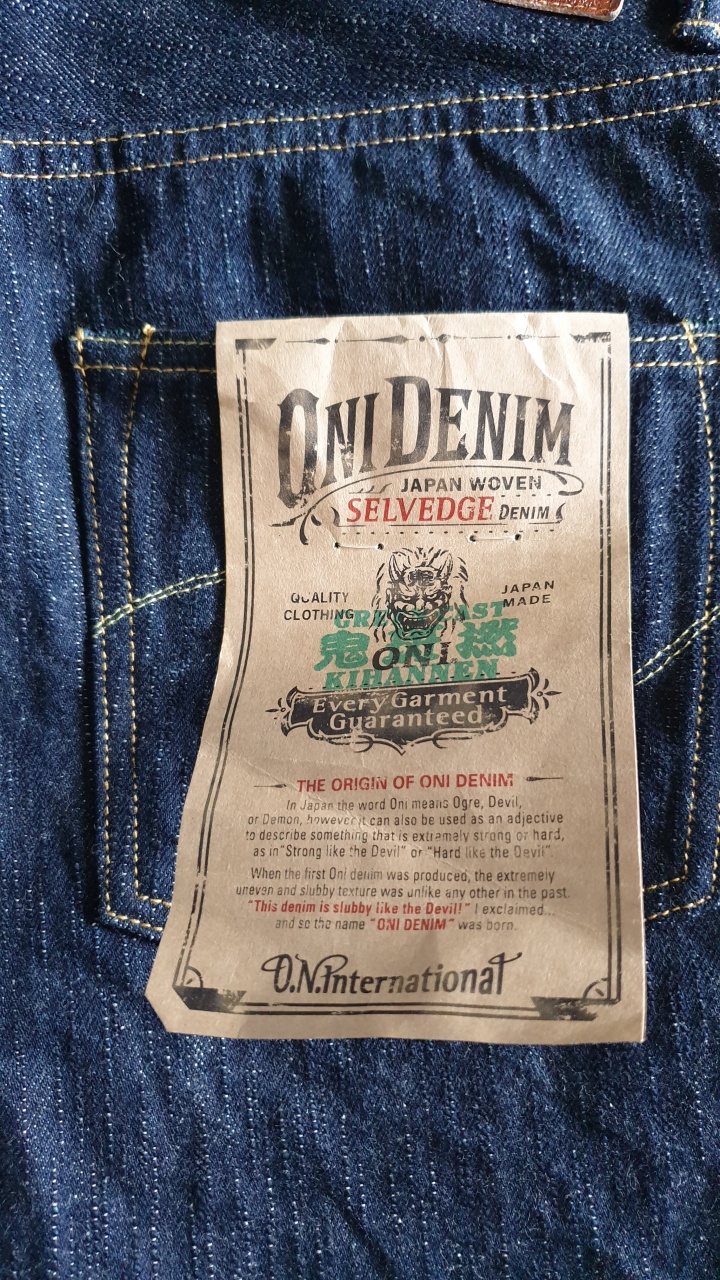 ONI DENIM
JAPAN WOVEN
SELVEDGE DENIM
QUALITY
CLOTHING
JAPAN
MADE
鬼
ONI
KIHANNEN
Every Garment
Guaranteed
THE ORIGIN OF ONI DENIM
In Japan the word Oni means Ogre, Devil,
or Demon, however it can also be used as an adjective
to describe something that is extremely strong or hard,
as in "Strong like the Devil" or "Hard like the Devil".
When the first Oni denim was produced, the extremely
uneven and slubby texture was unlike any other in the past.
"This denim is slubby like the Devil!" I exclaimed...
and so the name "ONI DENIM" was born.
O.N.International